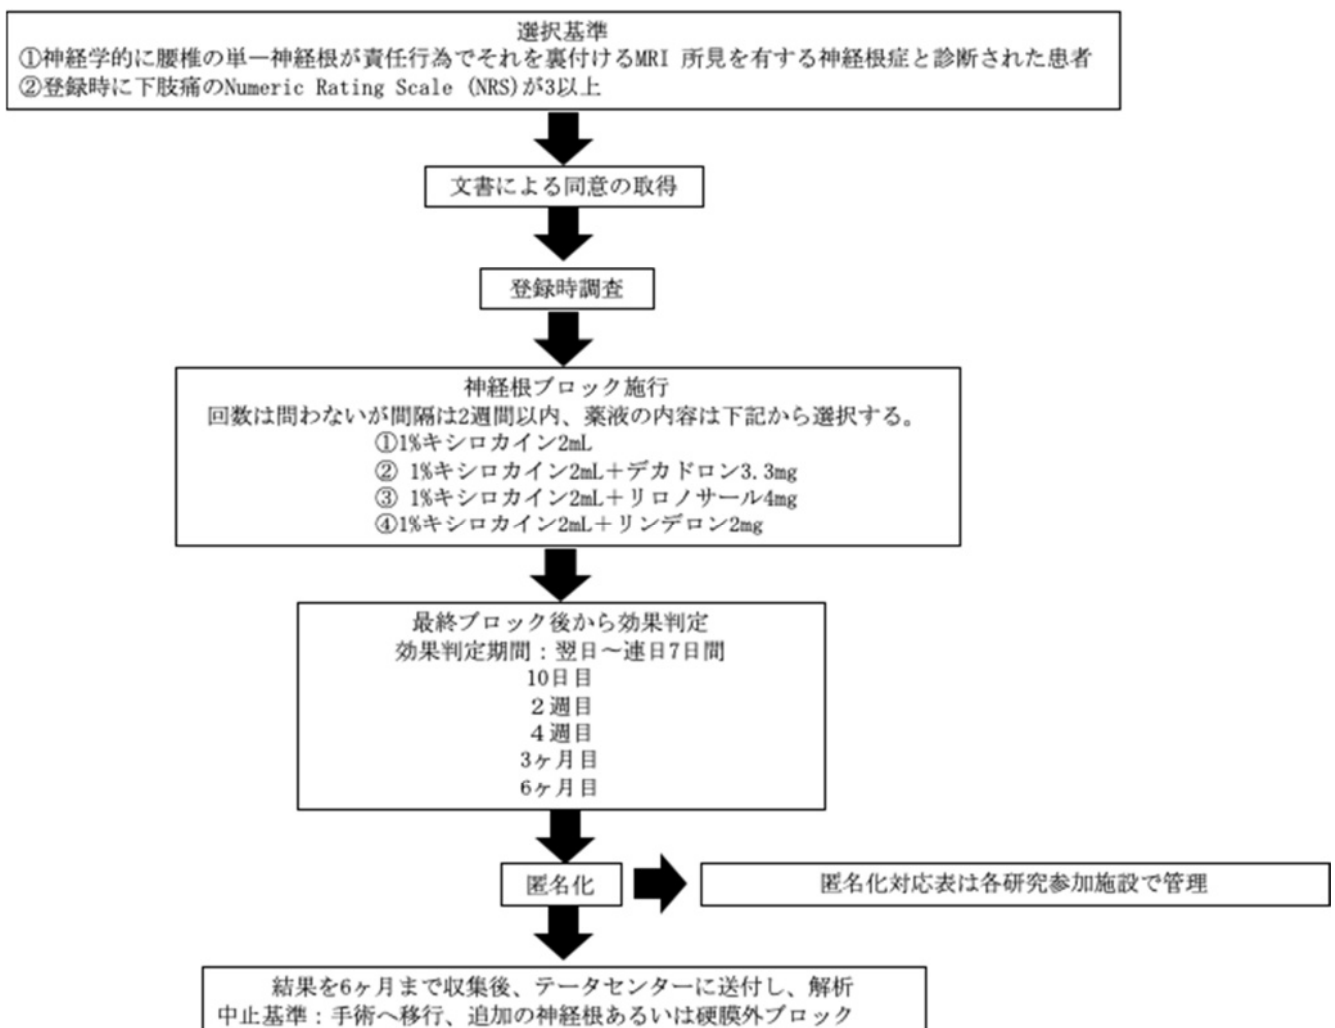 選択基準
①神経学的に腰椎の単一神経根が責任行為でそれを裏付けるMRI 所見を有する神経根症と診断された患者
②登録時に下肢痛のNumeric Rating Scale (NRS)が3以上
文書による同意の取得
登録時調査
神経根ブロック施行
回数は問わないが間隔は2週間以内、薬液の内容は下記から選択する。
①1%キシロカイン2mL
② 1%キシロカイン2mL＋デカドロン3.3mg
③ 1%キシロカイン2mL＋リロノサール4mg
④1%キシロカイン2mL＋リンデロン2mg
最終ブロック後から効果判定
効果判定期間：翌日～連日7日間
10日目
２週目
４週目
3ヶ月目
6ヶ月目
匿名化
匿名化対応表は各研究参加施設で管理
結果を6ヶ月まで収集後、テータセンターに送付し、解析
中止基準：手術へ移行、追加の神経根あるいは硬膜外ブロック